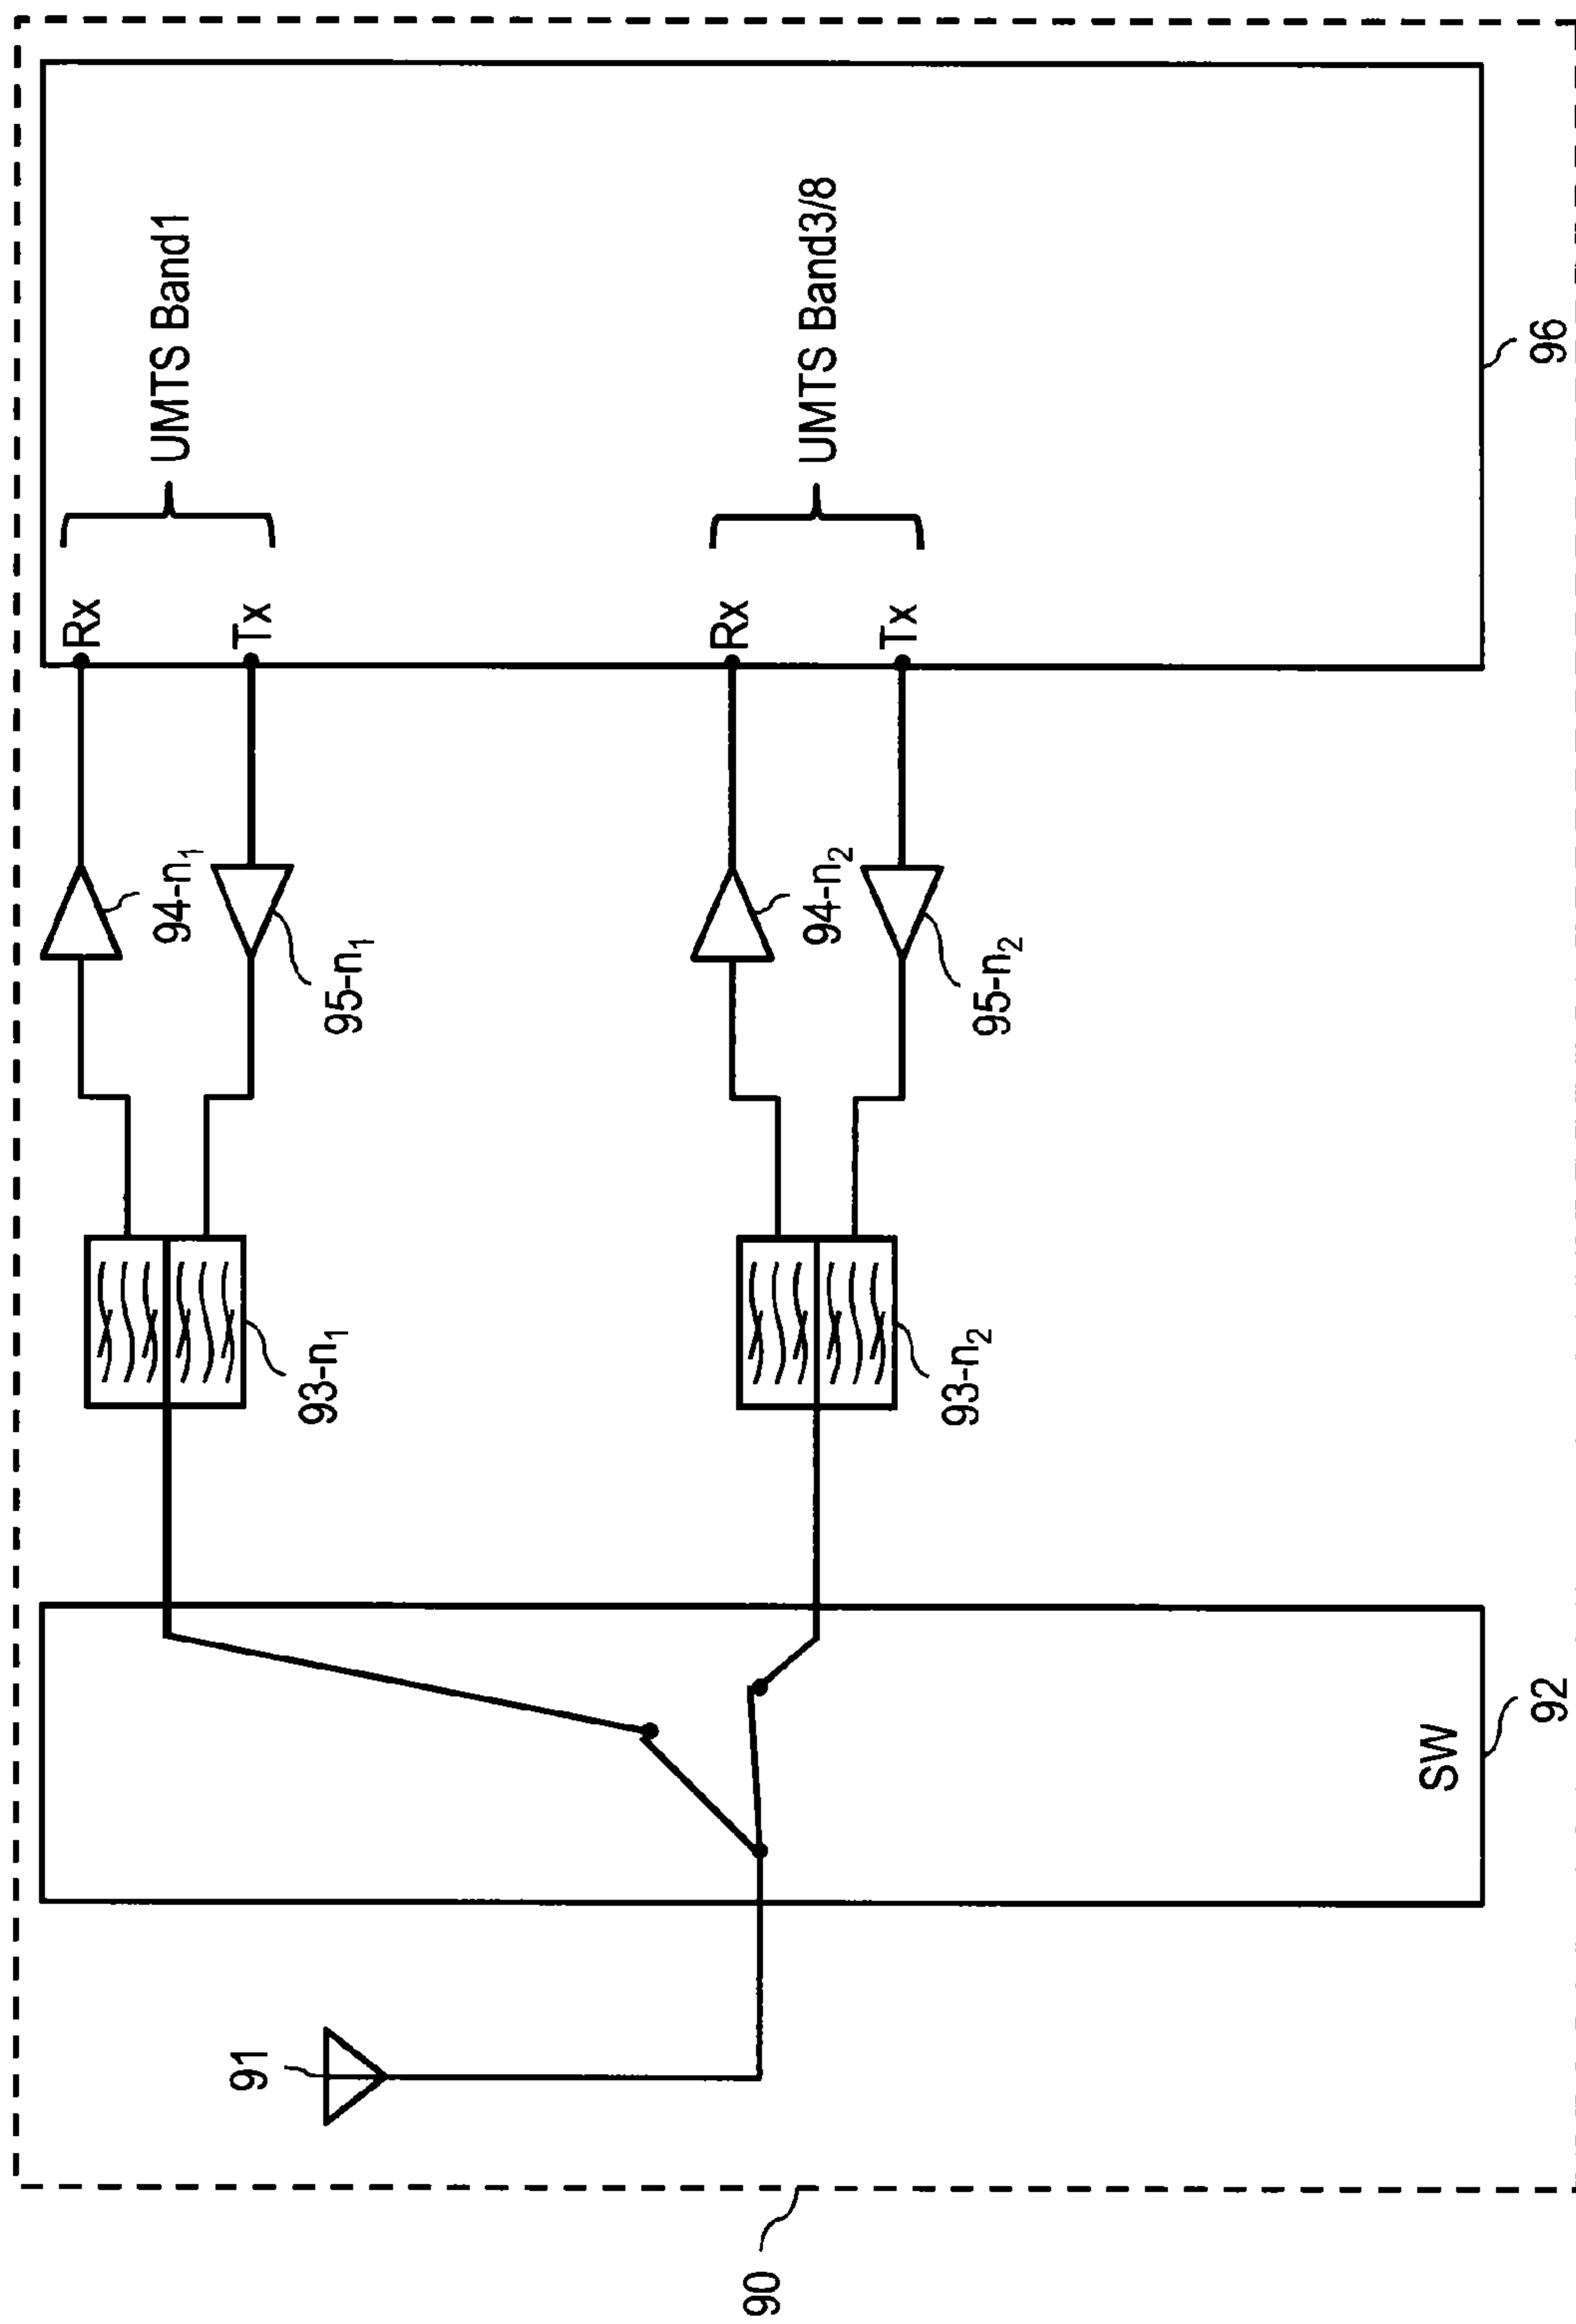 90
91
92
SW
93-n1
93-n2
94-n1
95-n1
94-n2
95-n2
Rx
Tx
UMTS Band1
Rx
Tx
UMTS Band3/8
96